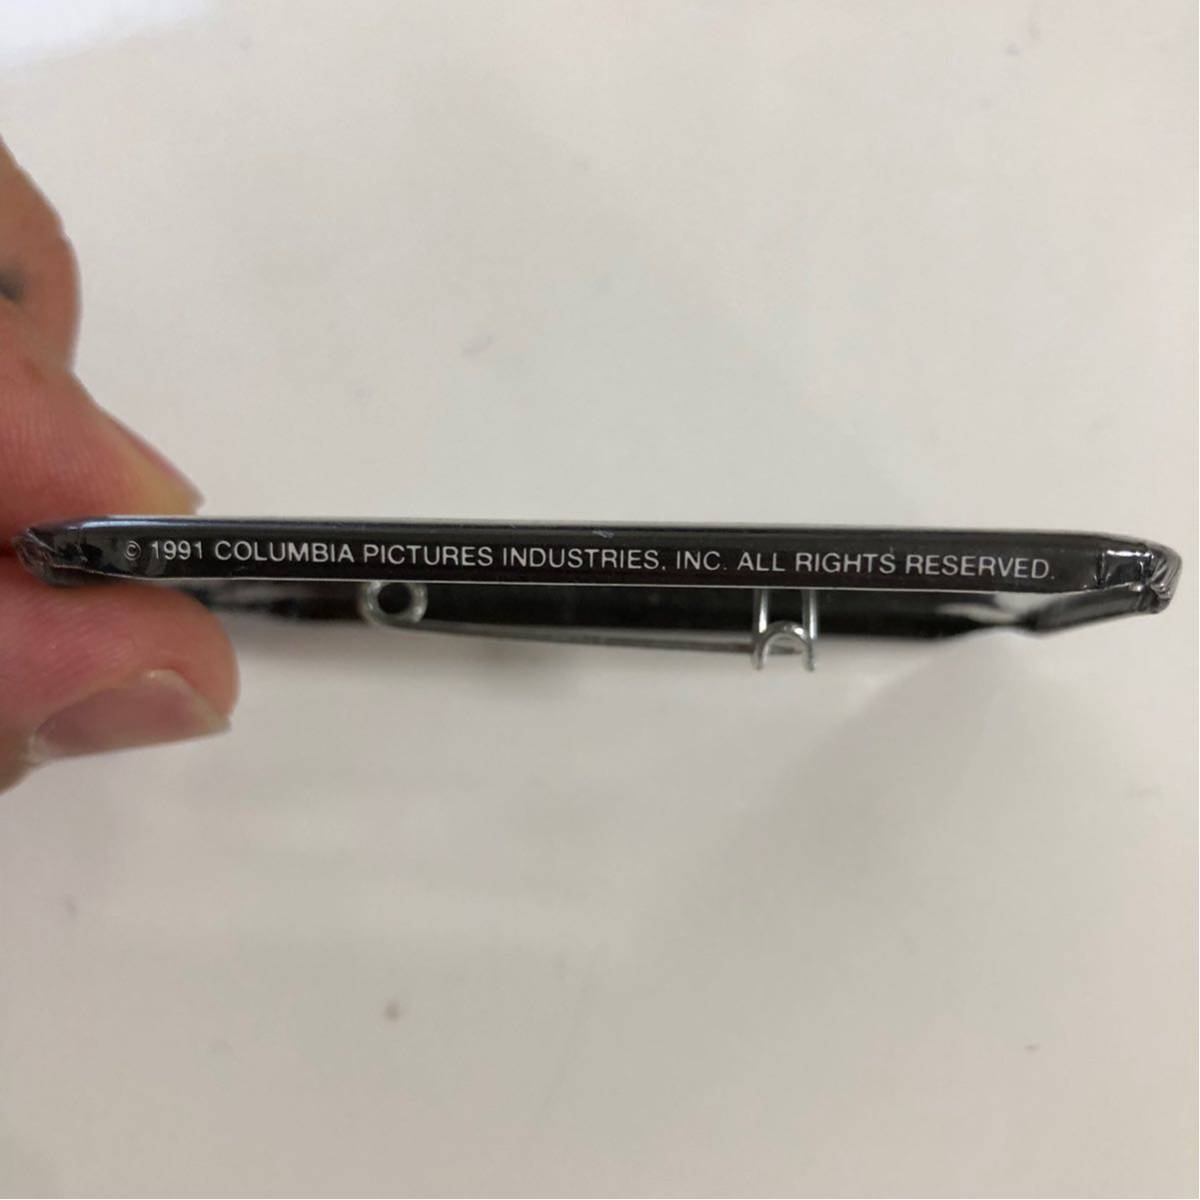 © 1991 COLUMBIA PICTURES INDUSTRIES, INC. ALL RIGHTS RESERVED.